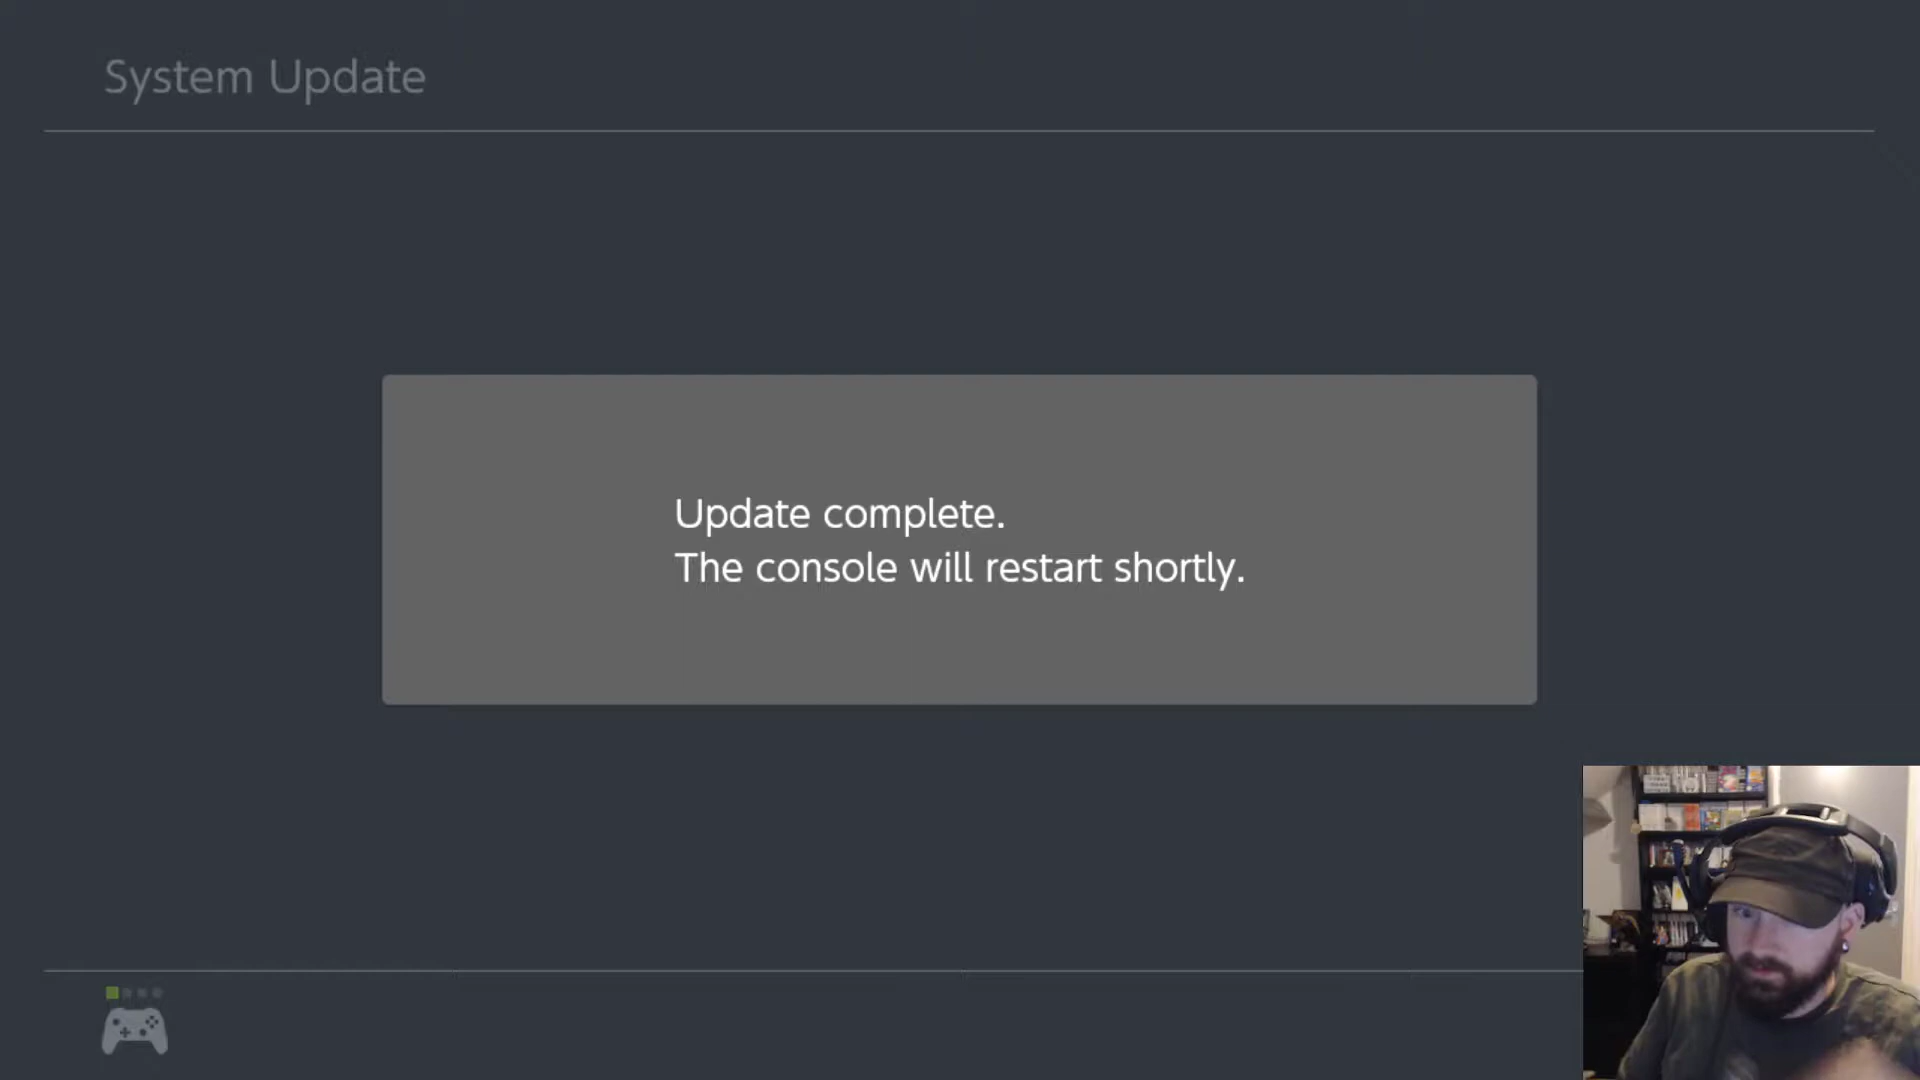 System Update
Update complete.
The console will restart shortly.